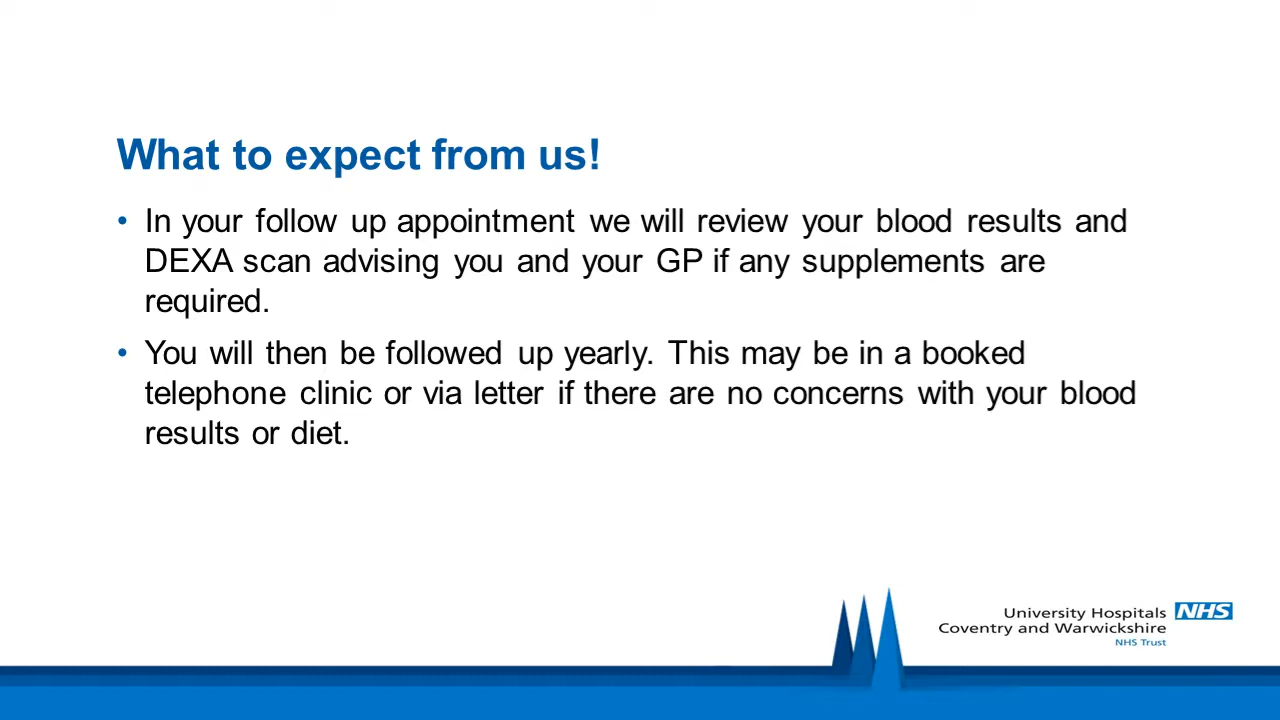 What to expect from us!
• In your follow up appointment we will review your blood results and
DEXA scan advising you and your GP if any supplements are
required.
• You will then be followed up yearly. This may be in a booked
telephone clinic or via letter if there are no concerns with your blood
results or diet.
University Hospitals NHS
Coventry and Warwickshire
NHS Trust